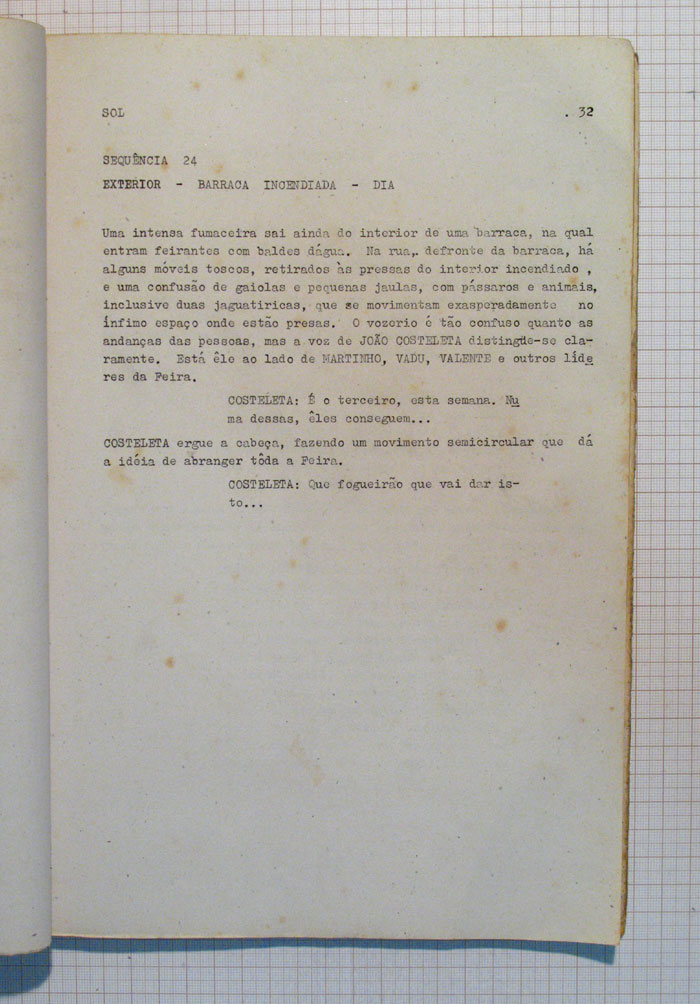 SOL . 32
SEQUÊNCIA 24
EXTERIOR - BARRACA INCENDIADA - DIA
Uma intensa fumaceira sai ainda do interior de uma barraca, na qual
entram feirantes com baldes dágua. Na rua,. defronte da barraca, há
alguns móveis toscos, retirados às pressas do interior incendiado ,
e uma confusão de gaiolas e pequenas jaulas, com pássaros e animais,
inclusive duas jaguatiricas, que se movimentam exasperadamente no
ínfimo espaço onde estão presas. O vozerio é tão confuso quanto as
andanças das pessoas, mas a voz de JOÃO COSTELETA distingue-se cla-
ramente. Está êle ao lado de MARTINHO, VADU, VALENTE e outros líde
res da Feira.
COSTELETA: É o terceiro, esta semana. Nu
ma dessas, êles conseguem...
COSTELETA ergue a cabeça, fazendo um movimento semicircular que dá
a idéia de abranger tôda a Feira.
COSTELETA: Que fogueirão que vai dar is-
to...